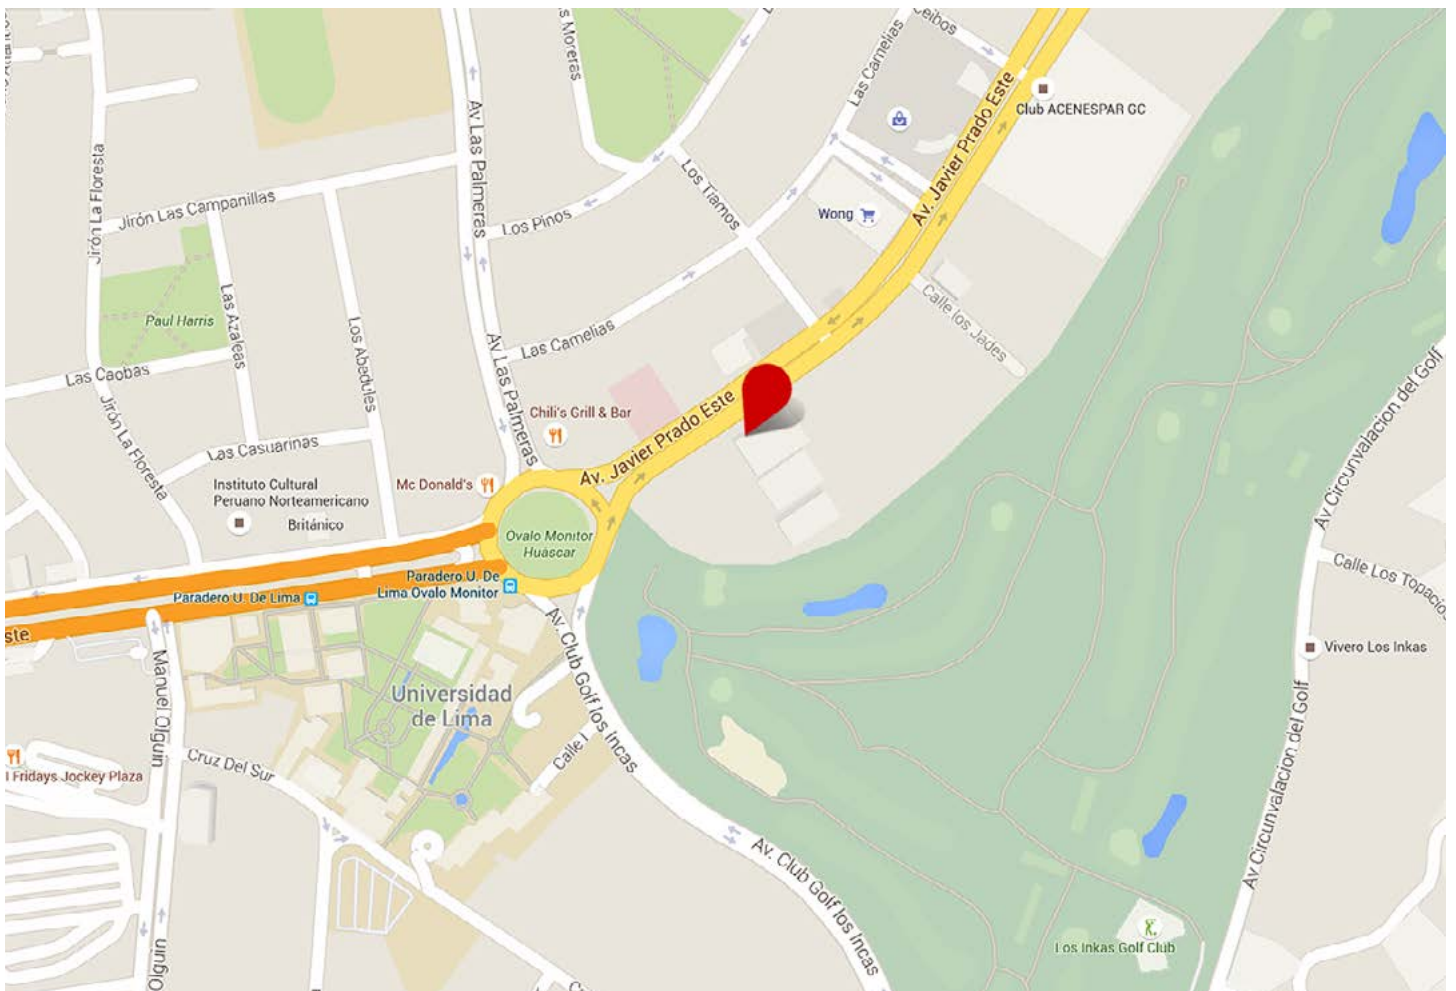 Ceibos
Las Moreras
Las Camelias
Av. Javier Prado Este
Club ACENESPAR GC
Av Las Palmeras
Jirón La Floresta
Los Tiamos
Jirón Las Campanillas
Los Pinos
Wong
Calle los Jades
Paul Harris
Las Azaleas
Los Abedules
Av Las Palmeras
Las Camelias
Las Caobas
Jirón La Floresta
Chili's Grill & Bar
Av. Javier Prado Este
Las Casuarinas
Av Circunvalacion del Golf
Instituto Cultural
Peruano Norteamericano
Británico
Mc Donald's
Ovalo Monitor
Huáscar
Paradero U. De Lima
Paradero U. De
Lima Ovalo Monitor
ste
Calle Los Topacios
Vivero Los Inkas
Manuel Olguin
Universidad
de Lima
Av. Club Golf los Incas
Calle 1
Cruz Del Sur
I Fridays Jockey Plaza
Av. Circunvalacion del Golf
Av. Club Golf los Incas
Los Inkas Golf Club
Olguin